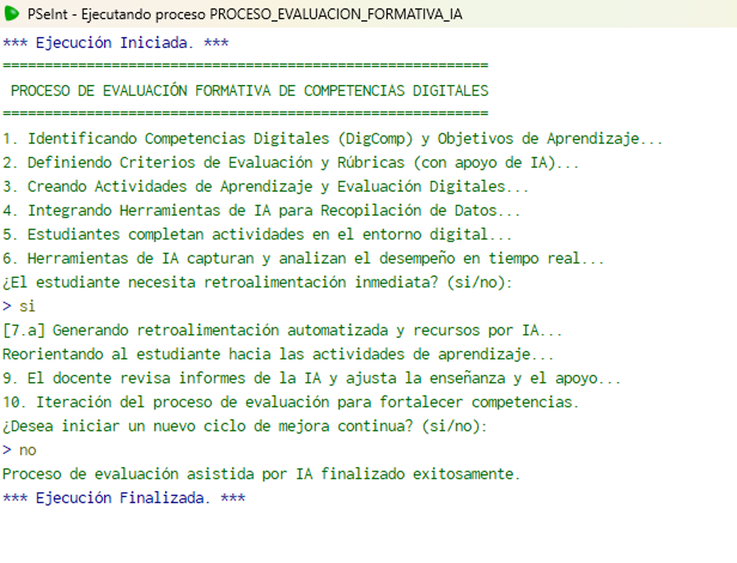 PSeInt - Ejecutando proceso PROCESO_EVALUACION_FORMATIVA_IA
*** Ejecución Iniciada. ***
==========================================================
PROCESO DE EVALUACIÓN FORMATIVA DE COMPETENCIAS DIGITALES
==========================================================
1. Identificando Competencias Digitales (DigComp) y Objetivos de Aprendizaje...
2. Definiendo Criterios de Evaluación y Rúbricas (con apoyo de IA)...
3. Creando Actividades de Aprendizaje y Evaluación Digitales...
4. Integrando Herramientas de IA para Recopilación de Datos...
5. Estudiantes completan actividades en el entorno digital...
6. Herramientas de IA capturan y analizan el desempeño en tiempo real...
¿El estudiante necesita retroalimentación inmediata? (si/no):
> si
[7.a] Generando retroalimentación automatizada y recursos por IA...
Reorientando al estudiante hacia las actividades de aprendizaje...
9. El docente revisa informes de la IA y ajusta la enseñanza y el apoyo...
10. Iteración del proceso de evaluación para fortalecer competencias.
¿Desea iniciar un nuevo ciclo de mejora continua? (si/no):
> no
Proceso de evaluación asistida por IA finalizado exitosamente.
*** Ejecución Finalizada. ***